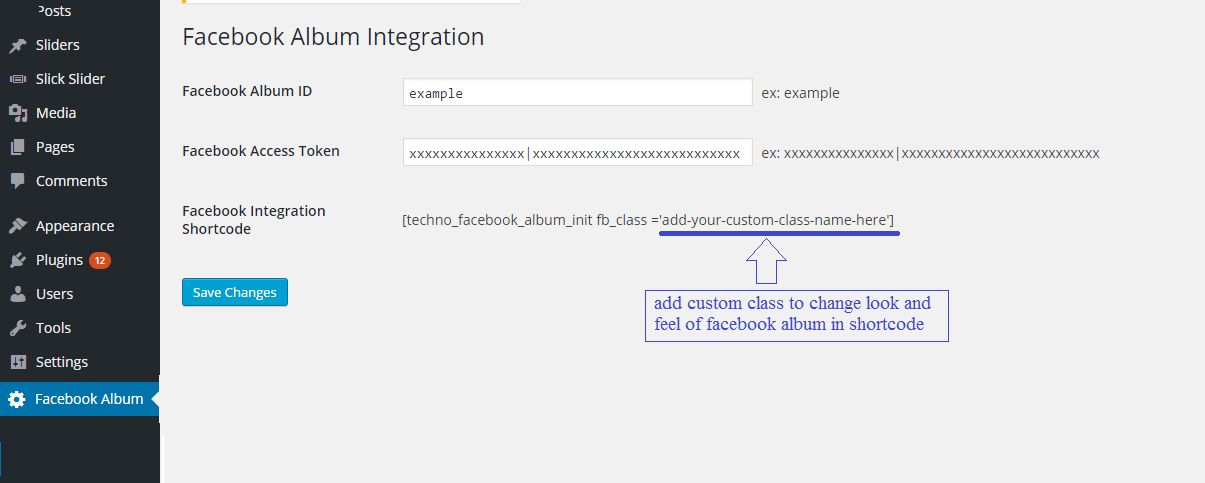 Posts
Sliders
Slick Slider
Media
Pages
Comments
Appearance
Plugins 12
Users
Tools
Settings
Facebook Album
Facebook Album Integration
Facebook Album ID
example
ex: example
Facebook Access Token
xxxxxxxxxxxxxxx|xxxxxxxxxxxxxxxxxxxxxxxxxxx
ex: xxxxxxxxxxxxxxx|xxxxxxxxxxxxxxxxxxxxxxxxxxx
Facebook Integration
Shortcode
[techno_facebook_album_init fb_class ='add-your-custom-class-name-here']
Save Changes
add custom class to change look and
feel of facebook album in shortcode